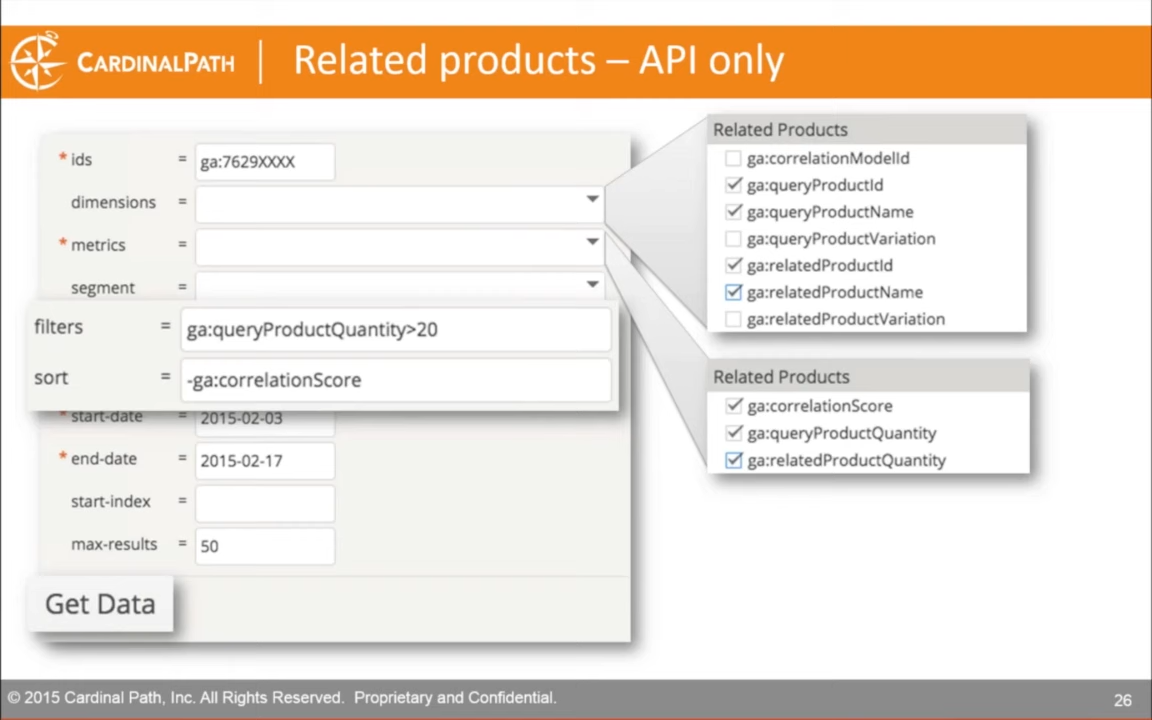 CARDINALPATH
Related products – API only
* ids = ga:7629XXXX
dimensions =
* metrics =
segment =
filters = ga:queryProductQuantity>20
sort = -ga:correlationScore
* start-date = 2015-02-03
* end-date = 2015-02-17
start-index =
max-results = 50
Get Data
Related Products
ga:correlationModelId
ga:queryProductId
ga:queryProductName
ga:queryProductVariation
ga:relatedProductId
ga:relatedProductName
ga:relatedProductVariation
Related Products
ga:correlationScore
ga:queryProductQuantity
ga:relatedProductQuantity
© 2015 Cardinal Path, Inc. All Rights Reserved. Proprietary and Confidential.
26